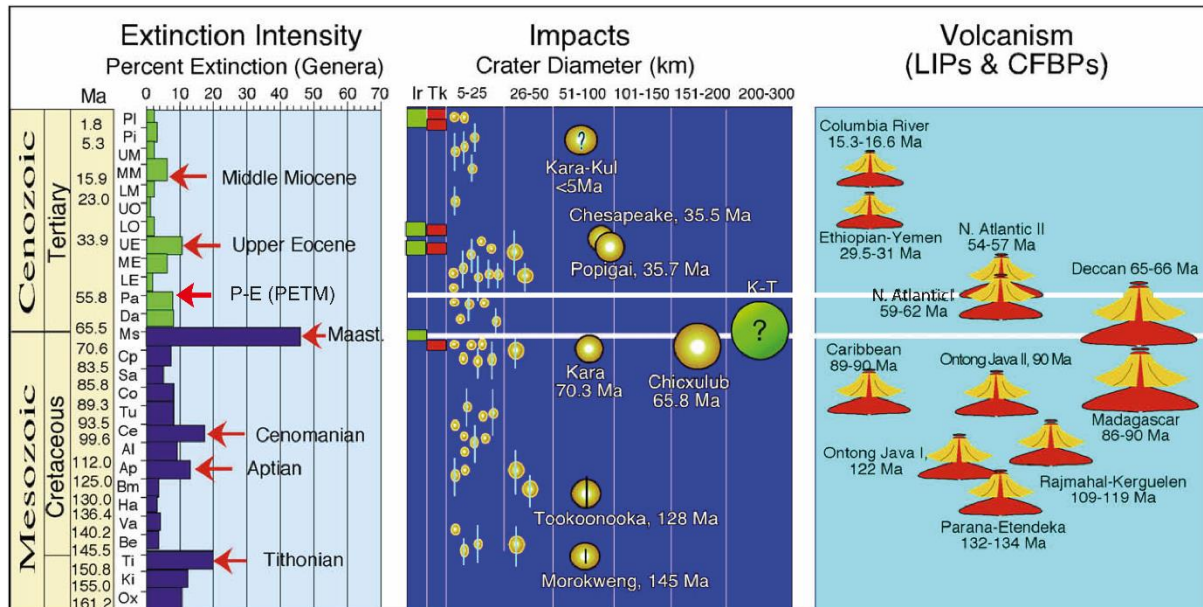 Extinction Intensity
Percent Extinction (Genera)
Ma
0 10 20 30 40 50 60 70
Cenozoic
Tertiary
Mesozoic
Cretaceous
Pl
1.8
Pi
5.3
UM
MM
15.9
LM
23.0
UO
LO
33.9
UE
ME
LE
55.8
Pa
Da
65.5
Ms
70.6
Cp
83.5
Sa
85.8
Co
89.3
Tu
93.5
Ce
99.6
Al
112.0
Ap
125.0
Bm
130.0
Ha
136.4
Va
140.2
Be
145.5
Ti
150.8
Ki
155.0
Ox
161.2
Middle Miocene
Upper Eocene
P-E (PETM)
Maast.
Cenomanian
Aptian
Tithonian
Impacts
Crater Diameter (km)
Ir Tk 5-25 26-50 51-100 101-150 151-200 200-300
?
Kara-Kul
<5Ma
Chesapeake, 35.5 Ma
Popigai, 35.7 Ma
K-T
?
Kara
70.3 Ma
Chicxulub
65.8 Ma
Tookoonooka, 128 Ma
Morokweng, 145 Ma
Volcanism
(LIPs & CFBPs)
Columbia River
15.3-16.6 Ma
Ethiopian-Yemen
29.5-31 Ma
N. Atlantic II
54-57 Ma
Deccan 65-66 Ma
N. Atlantic I
59-62 Ma
Caribbean
89-90 Ma
Ontong Java II, 90 Ma
Madagascar
86-90 Ma
Ontong Java I,
122 Ma
Rajmahal-Kerguelen
109-119 Ma
Parana-Etendeka
132-134 Ma